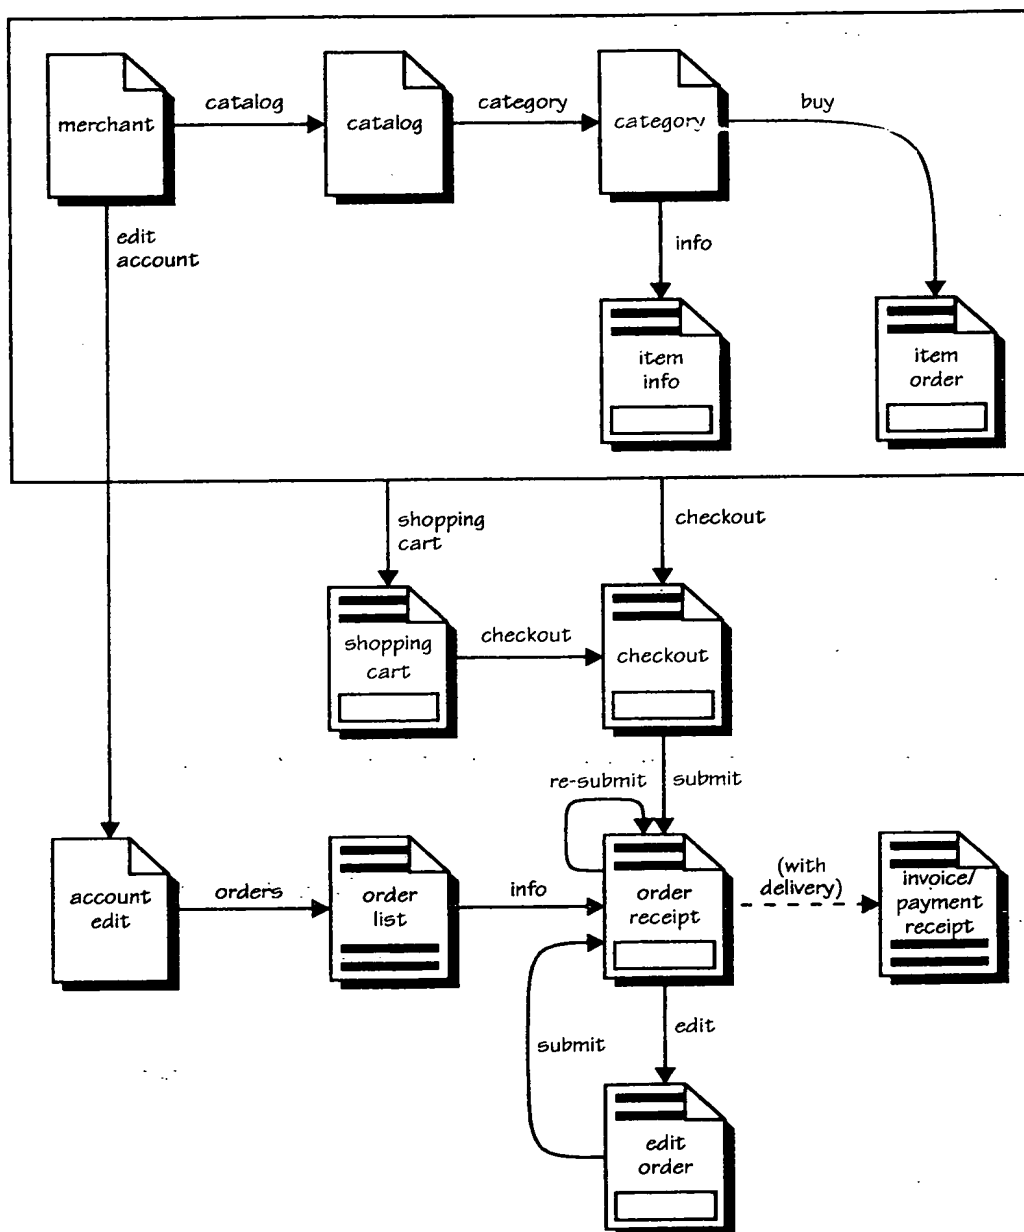 catalog
category
buy
merchant
catalog
category
edit
account
info
item
info
item
order
shopping
cart
checkout
shopping
cart
checkout
checkout
re-submit
submit
account
edit
orders
order
list
info
order
receipt
(with
delivery)
invoice/
payment
receipt
submit
edit
edit
order